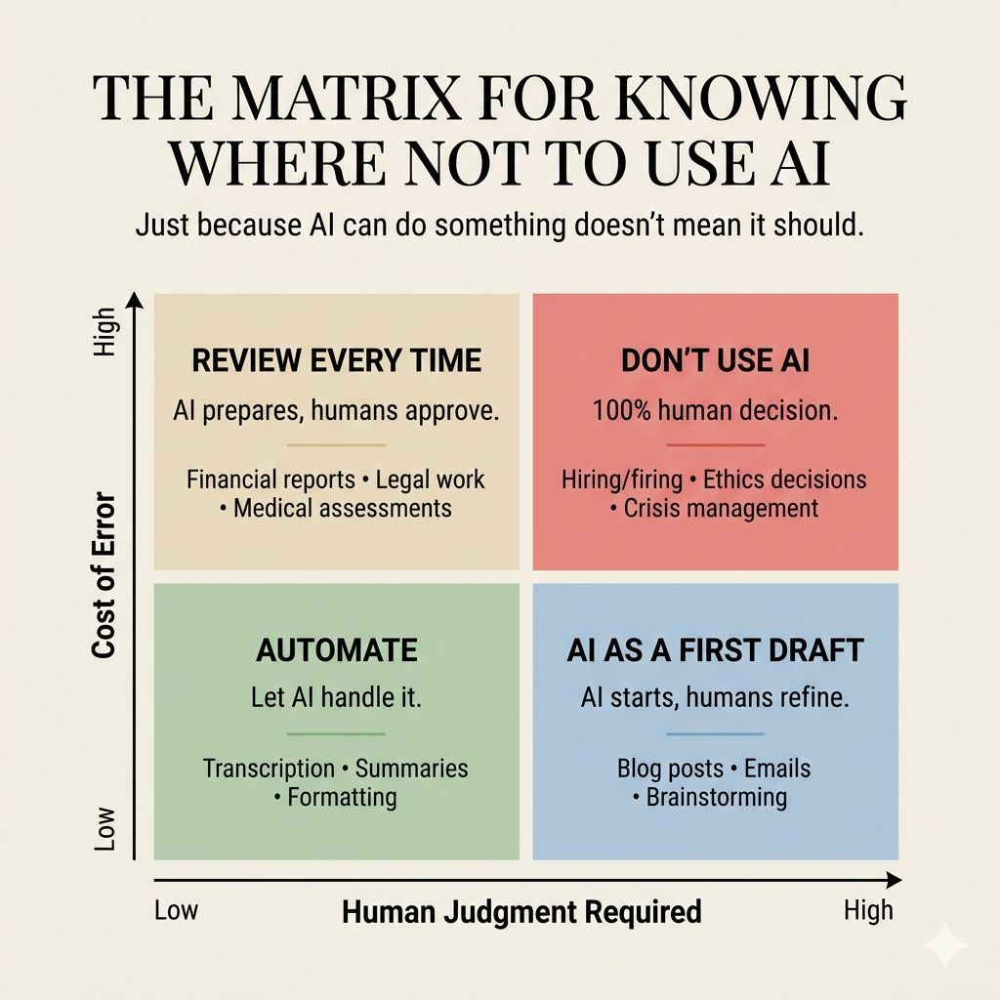 THE MATRIX FOR KNOWING
WHERE NOT TO USE AI
Just because AI can do something doesn’t mean it should.
High
Cost of Error
Low
REVIEW EVERY TIME
AI prepares, humans approve.
Financial reports • Legal work
• Medical assessments
DON’T USE AI
100% human decision.
Hiring/firing • Ethics decisions
• Crisis management
AUTOMATE
Let AI handle it.
Transcription • Summaries
• Formatting
AI AS A FIRST DRAFT
AI starts, humans refine.
Blog posts • Emails
• Brainstorming
Low
Human Judgment Required
High